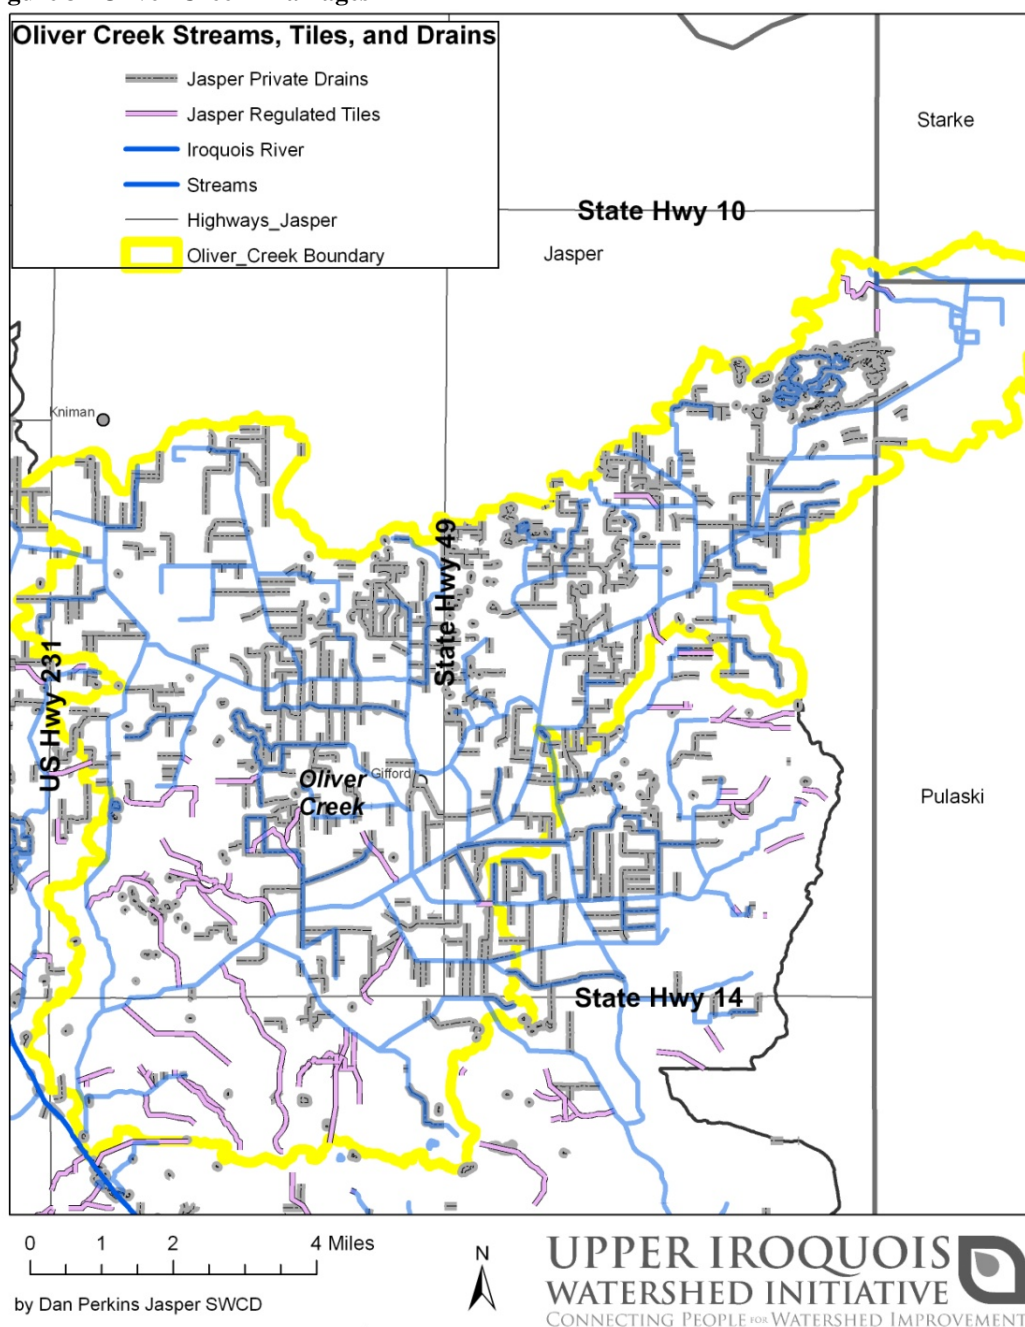 Oliver Creek Streams, Tiles, and Drains
Jasper Private Drains
Jasper Regulated Tiles
Iroquois River
Streams
Highways_Jasper
Oliver_Creek Boundary
Starke
State Hwy 10
Jasper
Kniman
State Hwy 49
US Hwy 231
Oliver
Creek
Gifford
Pulaski
State Hwy 14
0 1 2 4 Miles
N
by Dan Perkins Jasper SWCD
UPPER IROQUOIS
WATERSHED INITIATIVE
CONNECTING PEOPLE FOR WATERSHED IMPROVEMENT